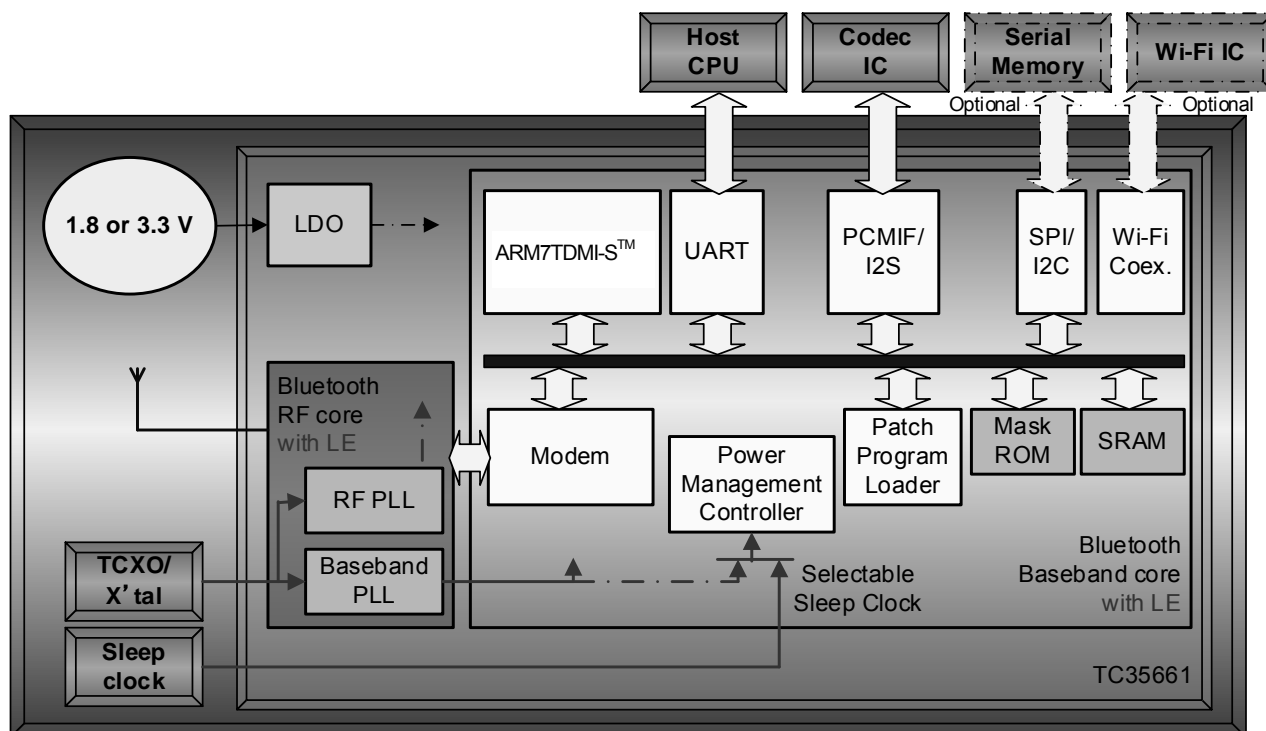 Host
CPU
Codec
IC
Serial
Memory
Wi-Fi IC
Optional
Optional
1.8 or 3.3 V
LDO
ARM7TDMI-S™
UART
PCMIF/
I2S
SPI/
I2C
Wi-Fi
Coex.
Bluetooth
RF core
with LE
RF PLL
Baseband
PLL
Modem
Power
Management
Controller
Patch
Program
Loader
Mask
ROM
SRAM
TCXO/
X'tal
Sleep
clock
Selectable
Sleep Clock
Bluetooth
Baseband core
with LE
TC35661